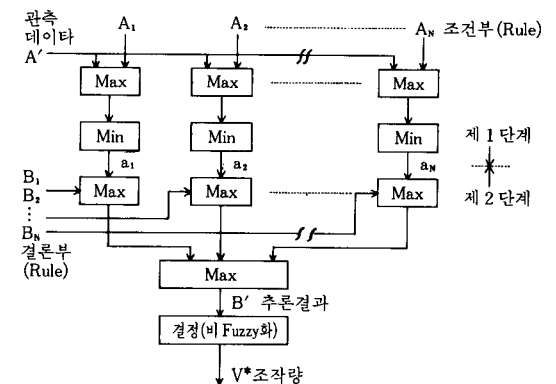 관측
데이타
A'
A₁ A₂ A_N 조건부(Rule)
Max Max Max
Min Min Min
제 1 단계
a₁ a₂ a_N
제 2 단계
B₁
B₂
⋮
B_N
Max Max Max
결론부
(Rule)
Max
B' 추론결과
결정(비 Fuzzy화)
V*조작량